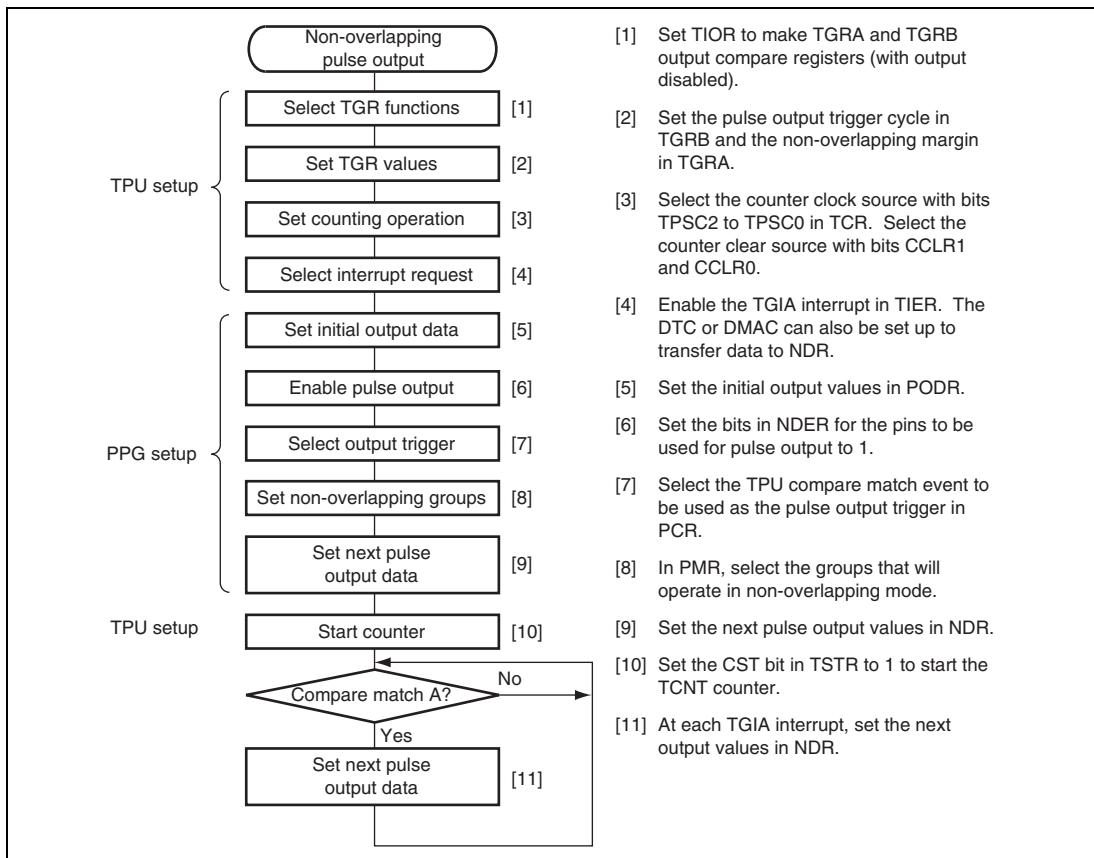 Non-overlapping
pulse output
Select TGR functions [1]
Set TGR values [2]
TPU setup
Set counting operation [3]
Select interrupt request [4]
Set initial output data [5]
Enable pulse output [6]
Select output trigger [7]
PPG setup
Set non-overlapping groups [8]
Set next pulse
output data
[9]
TPU setup
Start counter [10]
Compare match A?
No
Yes
Set next pulse
output data
[11]
[1] Set TIOR to make TGRA and TGRB
output compare registers (with output
disabled).
[2] Set the pulse output trigger cycle in
TGRB and the non-overlapping margin
in TGRA.
[3] Select the counter clock source with bits
TPSC2 to TPSC0 in TCR. Select the
counter clear source with bits CCLR1
and CCLR0.
[4] Enable the TGIA interrupt in TIER. The
DTC or DMAC can also be set up to
transfer data to NDR.
[5] Set the initial output values in PODR.
[6] Set the bits in NDER for the pins to be
used for pulse output to 1.
[7] Select the TPU compare match event to
be used as the pulse output trigger in
PCR.
[8] In PMR, select the groups that will
operate in non-overlapping mode.
[9] Set the next pulse output values in NDR.
[10] Set the CST bit in TSTR to 1 to start the
TCNT counter.
[11] At each TGIA interrupt, set the next
output values in NDR.